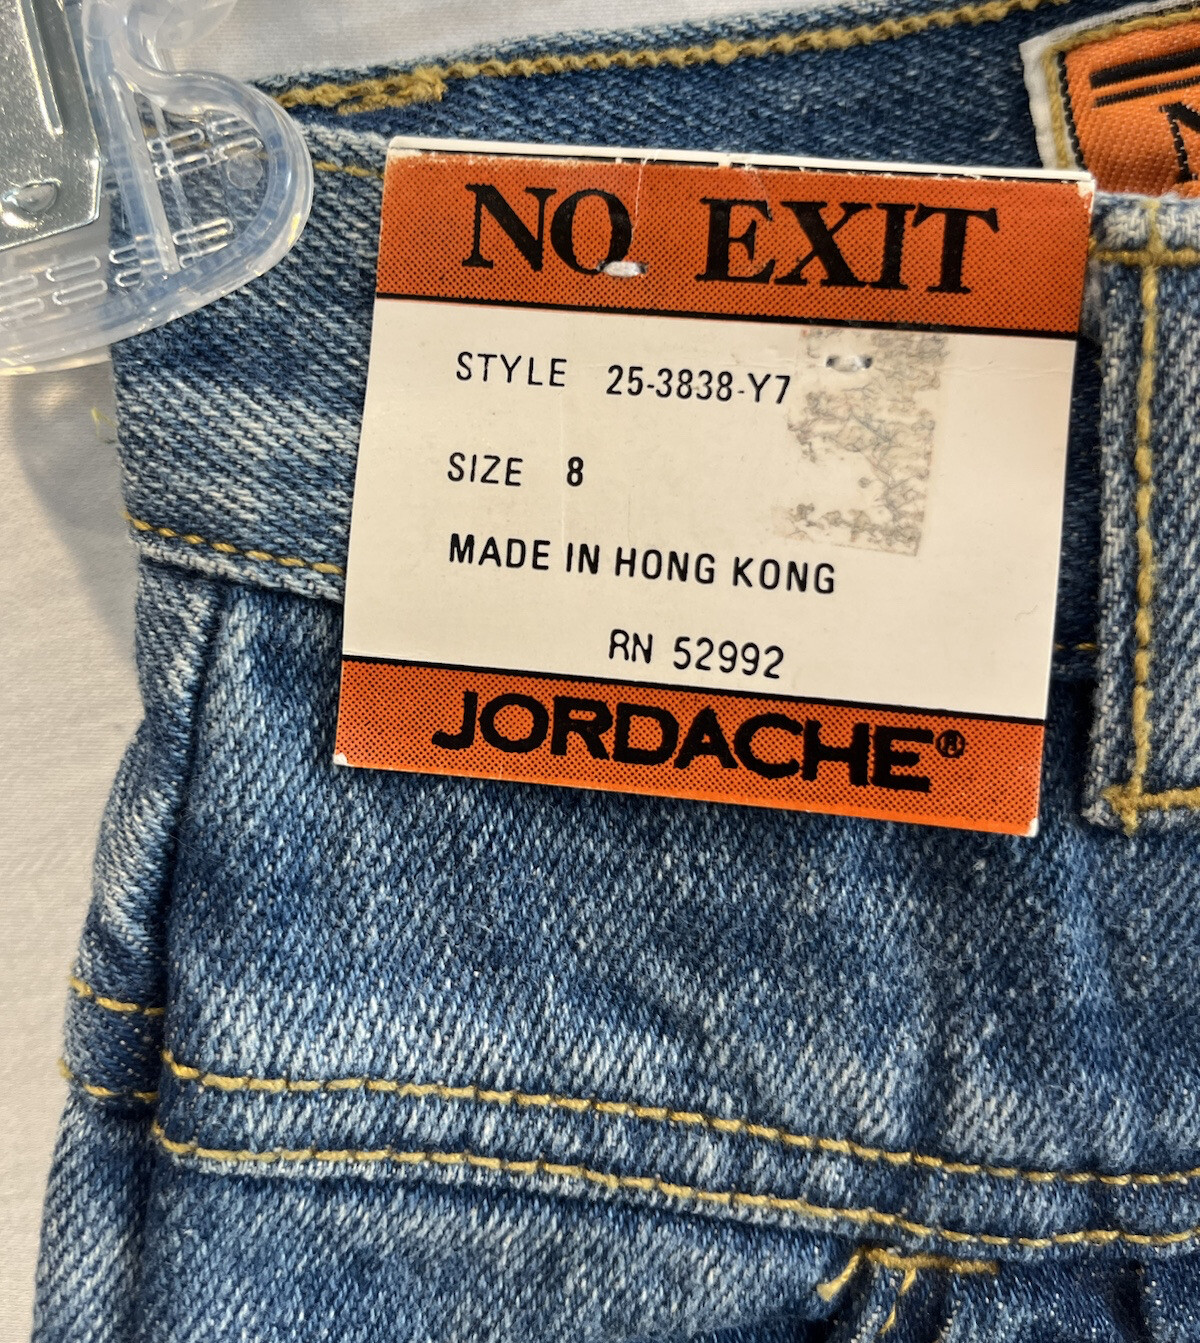 NO EXIT
STYLE 25-3838-Y7
SIZE 8
MADE IN HONG KONG
RN 52992
JORDACHE®